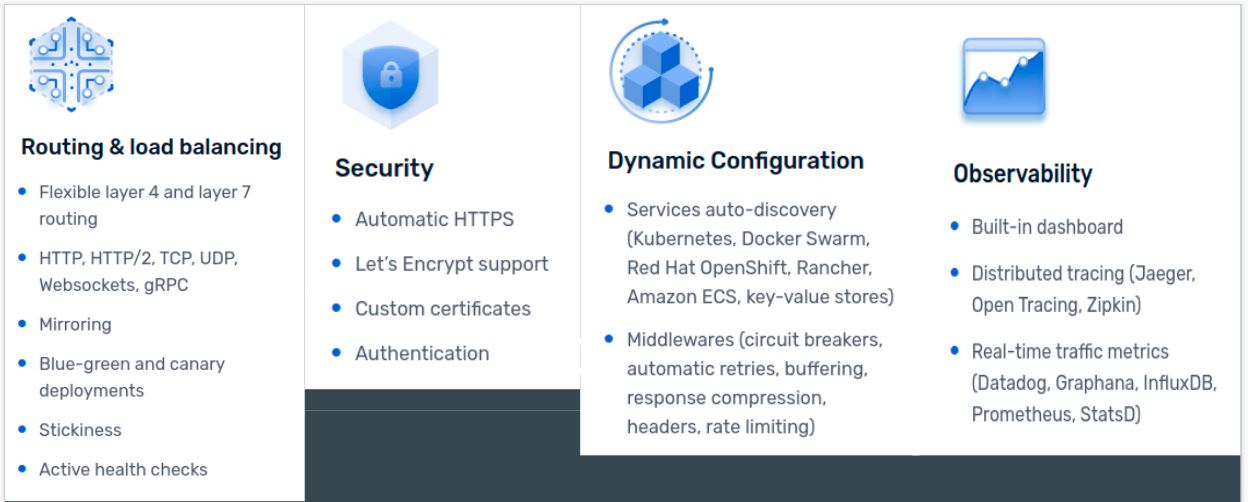 Routing & load balancing
Flexible layer 4 and layer 7
routing
HTTP, HTTP/2, TCP, UDP,
Websockets, gRPC
Mirroring
Blue-green and canary
deployments
Stickiness
Active health checks
Security
Automatic HTTPS
Let's Encrypt support
Custom certificates
Authentication
Dynamic Configuration
Services auto-discovery
(Kubernetes, Docker Swarm,
Red Hat OpenShift, Rancher,
Amazon ECS, key-value stores)
Middlewares (circuit breakers,
automatic retries, buffering,
response compression,
headers, rate limiting)
Observability
Built-in dashboard
Distributed tracing (Jaeger,
Open Tracing, Zipkin)
Real-time traffic metrics
(Datadog, Graphana, InfluxDB,
Prometheus, StatsD)